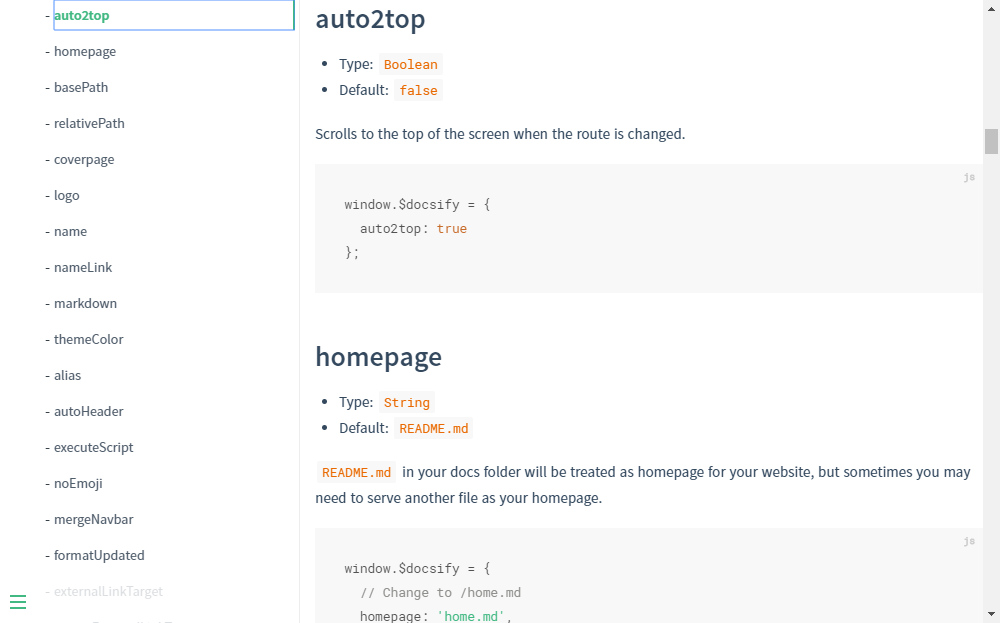 - auto2top
- homepage
- basePath
- relativePath
- coverpage
- logo
- name
- nameLink
- markdown
- themeColor
- alias
- autoHeader
- executeScript
- noEmoji
- mergeNavbar
- formatUpdated
- externalLinkTarget
auto2top
• Type: Boolean
• Default: false
Scrolls to the top of the screen when the route is changed.
js
window.$docsify = {
  auto2top: true
};
homepage
• Type: String
• Default: README.md
README.md in your docs folder will be treated as homepage for your website, but sometimes you may
need to serve another file as your homepage.
js
window.$docsify = {
  // Change to /home.md
  homepage: 'home.md',